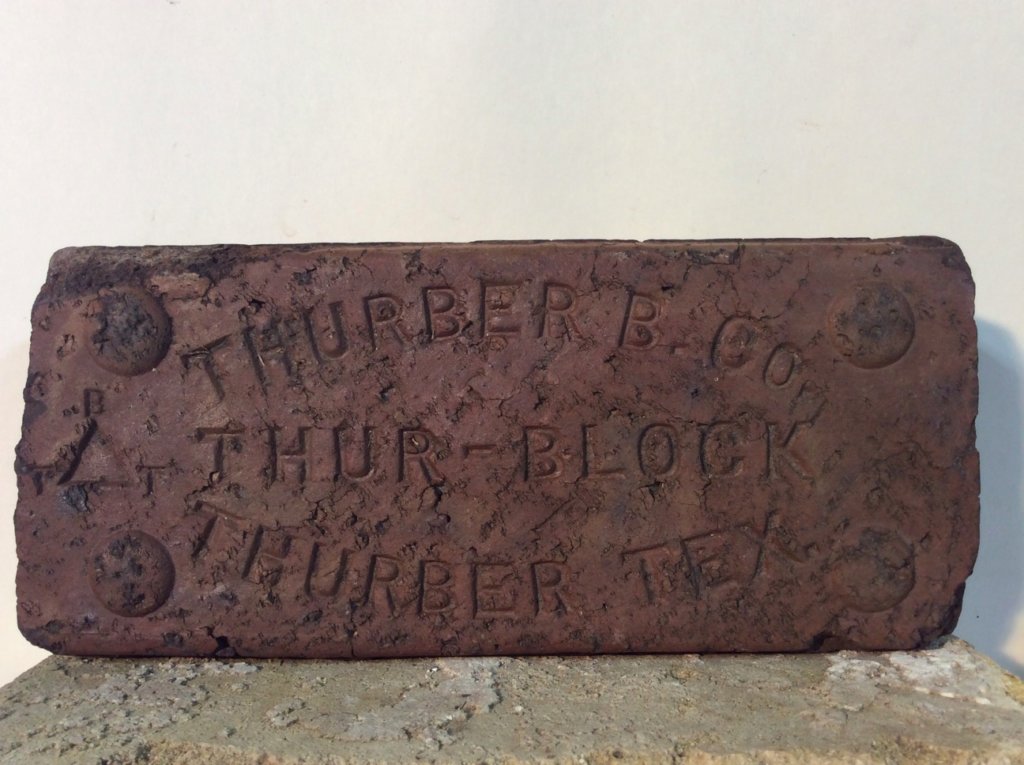 THURBER B. CO.
B
T T
THUR-BLOCK
THURBER TEX